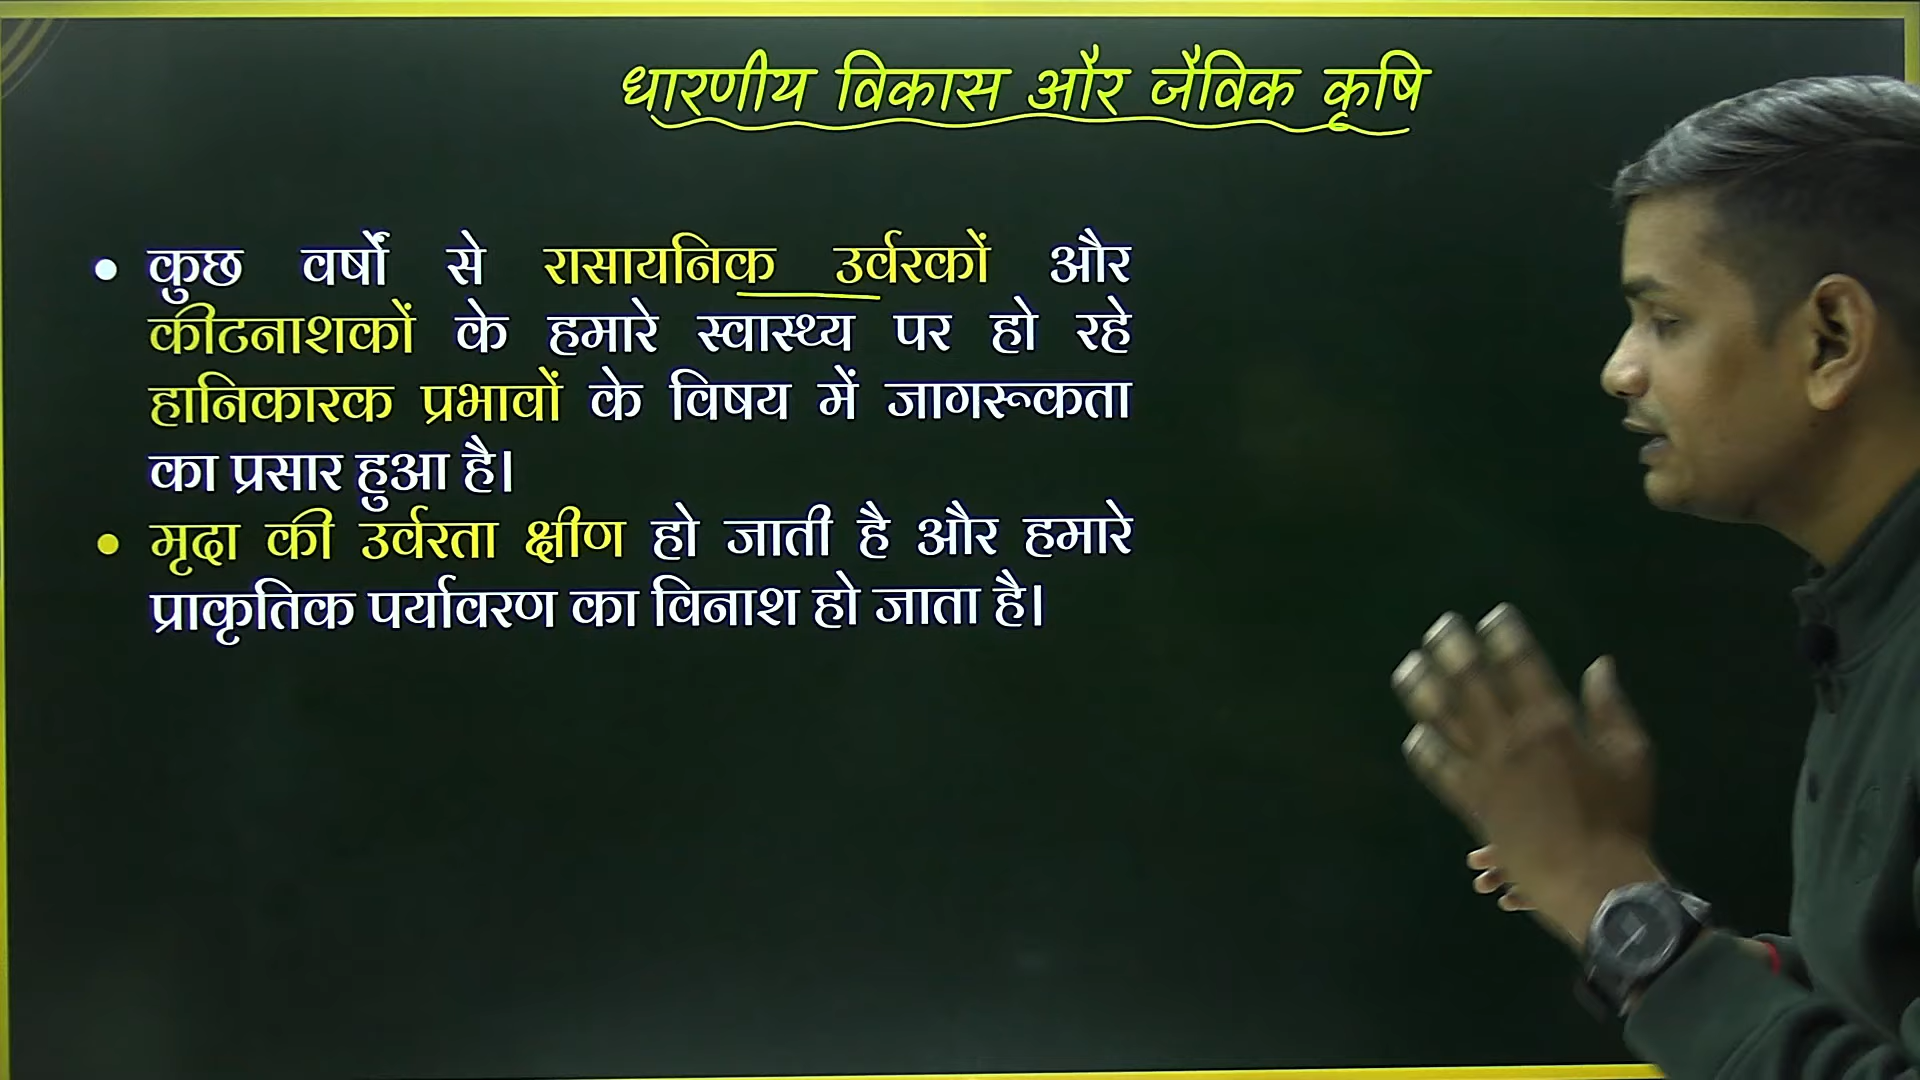 धारणीय विकास और जैविक कृषि
• कुछ वर्षों से रासायनिक उर्वरकों और
कीटनाशकों के हमारे स्वास्थ्य पर हो रहे
हानिकारक प्रभावों के विषय में जागरूकता
का प्रसार हुआ है।
• मृदा की उर्वरता क्षीण हो जाती है और हमारे
प्राकृतिक पर्यावरण का विनाश हो जाता है।